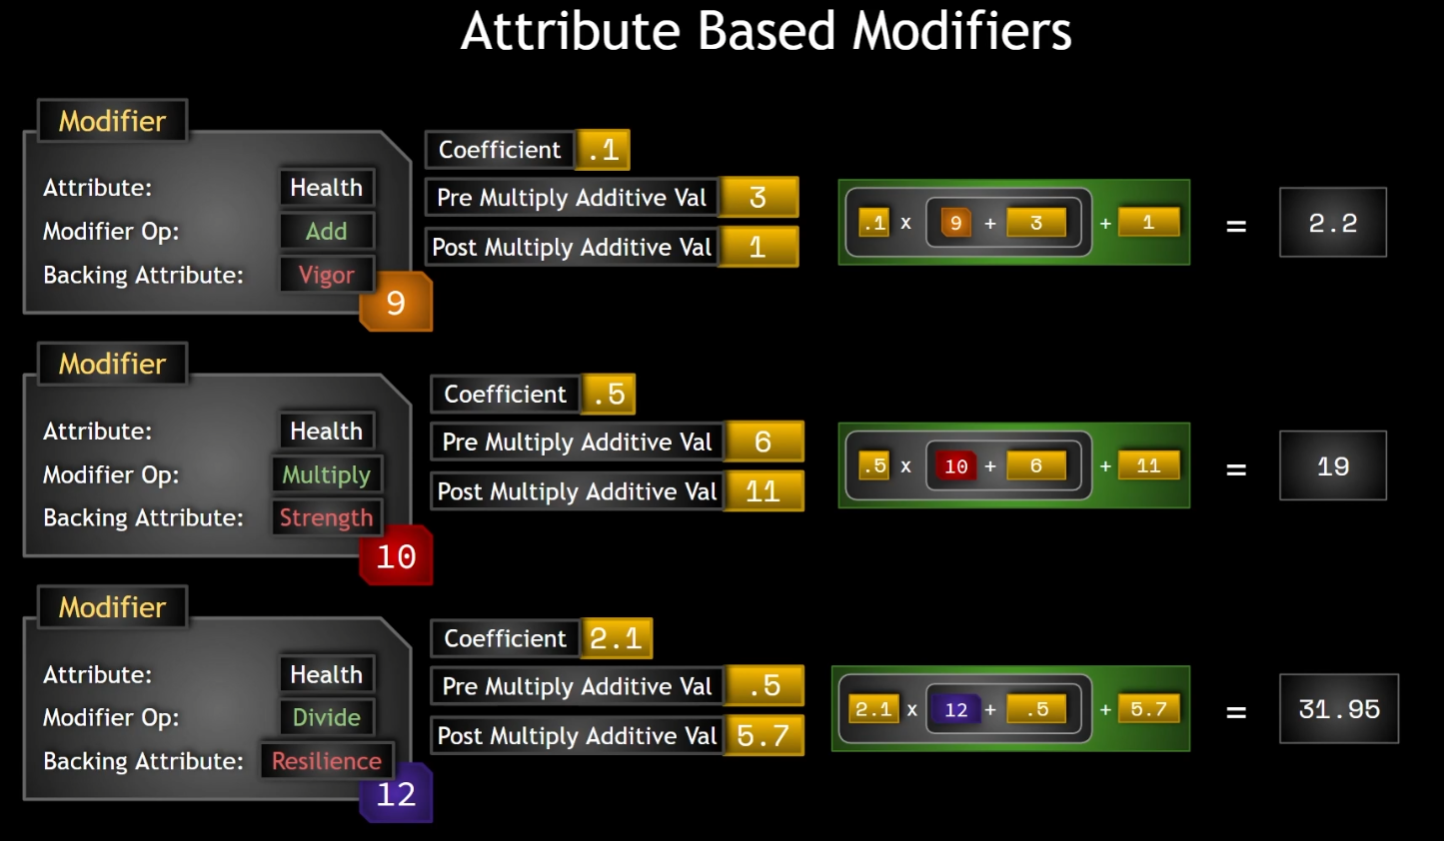 Attribute Based Modifiers
Modifier
Attribute: Health
Modifier Op: Add
Backing Attribute: Vigor
9
Coefficient .1
Pre Multiply Additive Val 3
Post Multiply Additive Val 1
.1 x 9 + 3 + 1 = 2.2
Modifier
Attribute: Health
Modifier Op: Multiply
Backing Attribute: Strength
10
Coefficient .5
Pre Multiply Additive Val 6
Post Multiply Additive Val 11
.5 x 10 + 6 + 11 = 19
Modifier
Attribute: Health
Modifier Op: Divide
Backing Attribute: Resilience
12
Coefficient 2.1
Pre Multiply Additive Val .5
Post Multiply Additive Val 5.7
2.1 x 12 + .5 + 5.7 = 31.95